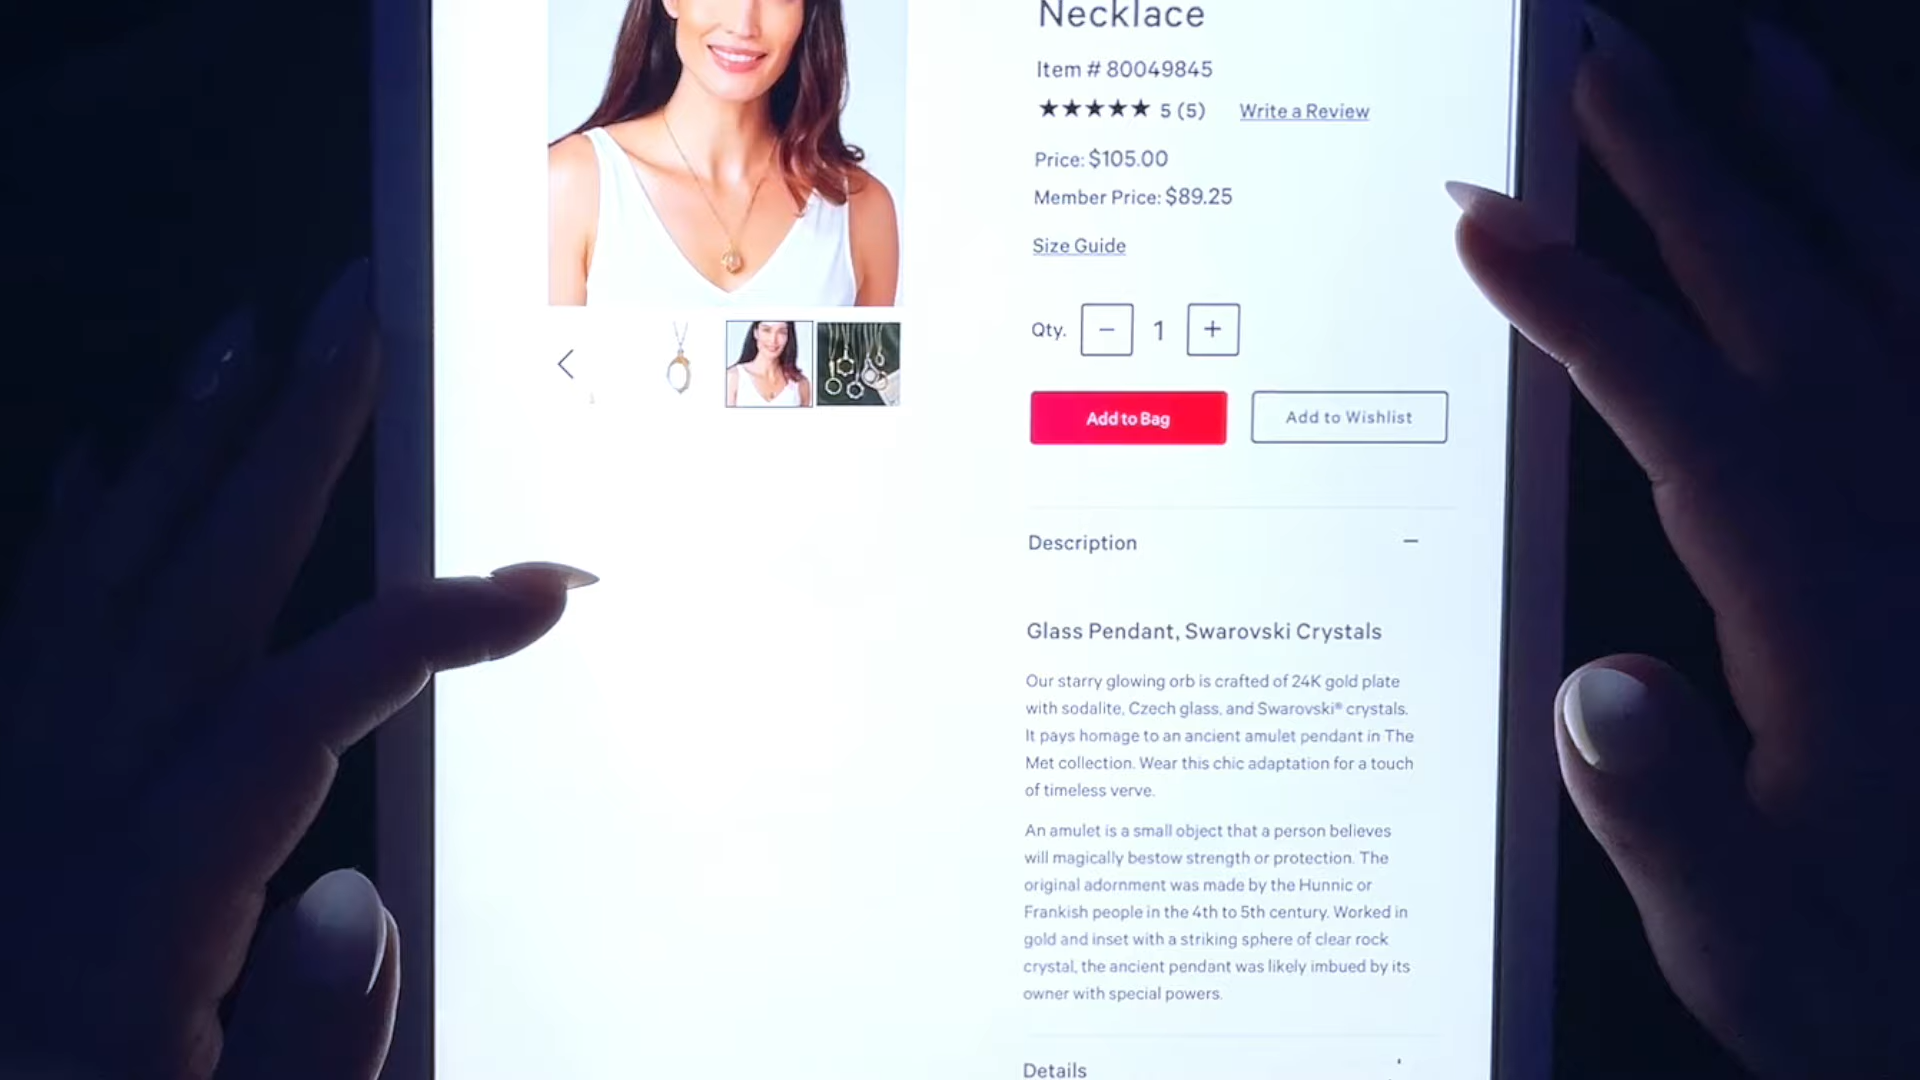 Necklace
Item # 80049845
★★★★★ 5 (5) Write a Review
Price: $105.00
Member Price: $89.25
Size Guide
Qty. − 1 +
Add to Bag Add to Wishlist
Description −
Glass Pendant, Swarovski Crystals
Our starry glowing orb is crafted of 24K gold plate
with sodalite, Czech glass, and Swarovski® crystals.
It pays homage to an ancient amulet pendant in The
Met collection. Wear this chic adaptation for a touch
of timeless verve.
An amulet is a small object that a person believes
will magically bestow strength or protection. The
original adornment was made by the Hunnic or
Frankish people in the 4th to 5th century. Worked in
gold and inset with a striking sphere of clear rock
crystal, the ancient pendant was likely imbued by its
owner with special powers.
Details